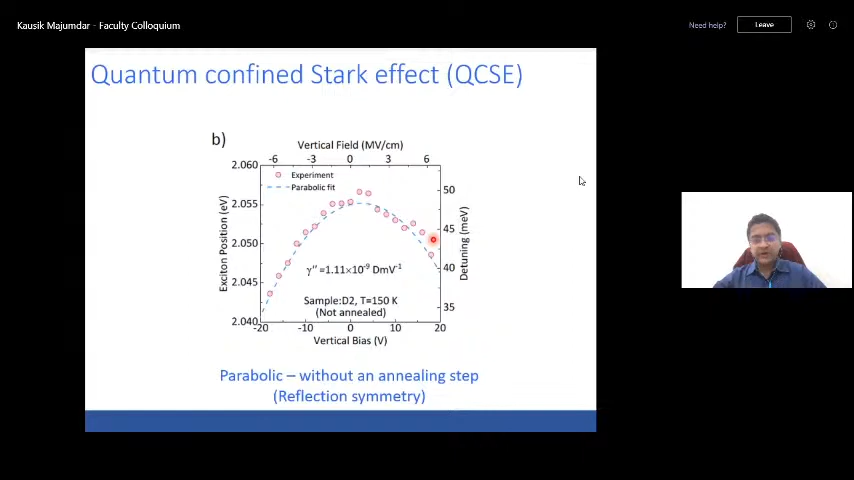 Kausik Majumdar - Faculty Colloquium
Need help?
Leave
Quantum confined Stark effect (QCSE)
b)
Vertical Field (MV/cm)
-6 -3 0 3 6
2.060
2.055
2.050
2.045
2.040
Exciton Position (eV)
Experiment
Parabolic fit
γ''=1.11×10⁻⁹ DmV⁻¹
Sample:D2, T=150 K
(Not annealed)
50
45
40
35
Detuning (meV)
-20 -10 0 10 20
Vertical Bias (V)
Parabolic – without an annealing step
(Reflection symmetry)